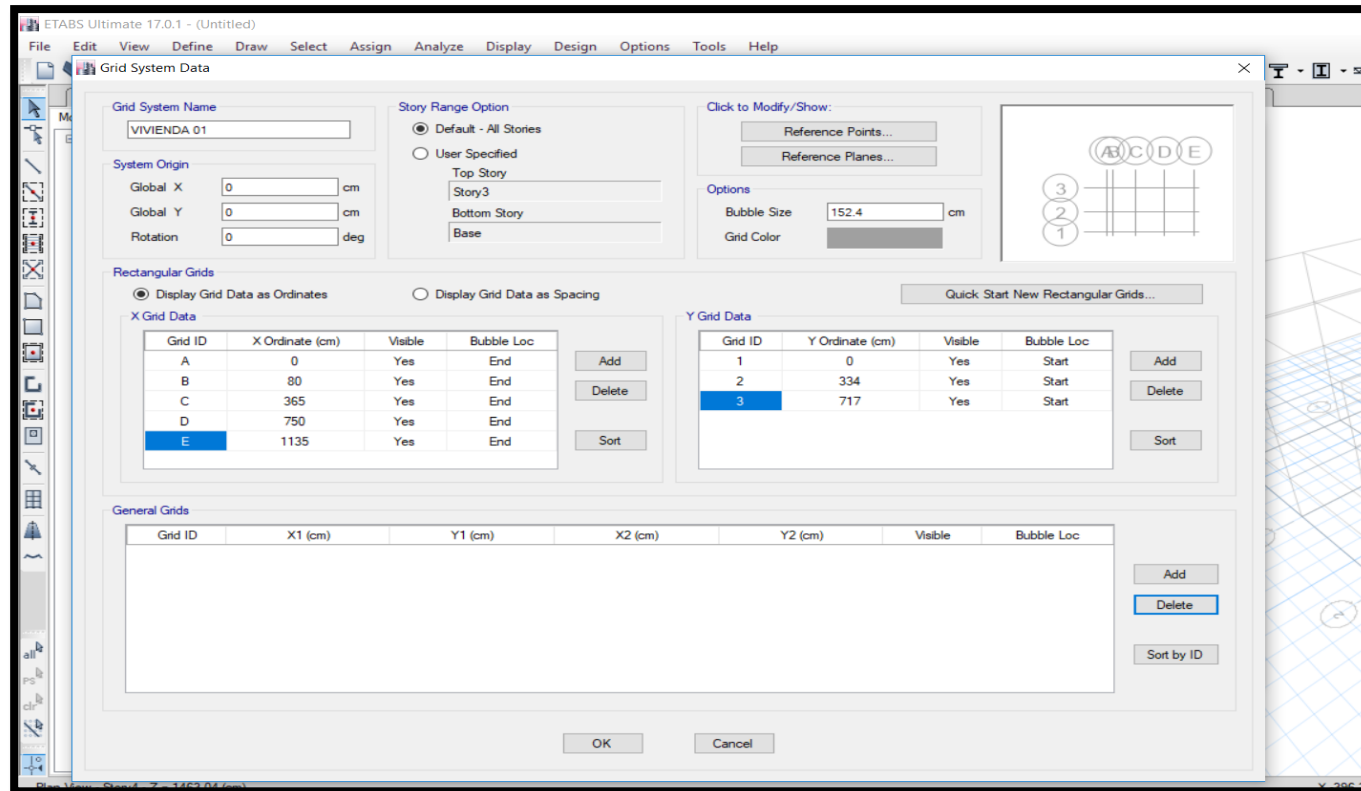 ETABS Ultimate 17.0.1 - (Untitled)
File Edit View Define Draw Select Assign Analyze Display Design Options Tools Help
Grid System Data
Grid System Name
VIVIENDA 01
System Origin
Global X 0 cm
Global Y 0 cm
Rotation 0 deg
Story Range Option
Default - All Stories
User Specified
Top Story
Story3
Bottom Story
Base
Click to Modify/Show:
Reference Points...
Reference Planes...
Options
Bubble Size 152.4 cm
Grid Color
A B C D E
3
2
1
Rectangular Grids
Display Grid Data as Ordinates Display Grid Data as Spacing Quick Start New Rectangular Grids...
X Grid Data
Grid ID X Ordinate (cm) Visible Bubble Loc
A 0 Yes End
B 80 Yes End
C 365 Yes End
D 750 Yes End
E 1135 Yes End
Add
Delete
Sort
Y Grid Data
Grid ID Y Ordinate (cm) Visible Bubble Loc
1 0 Yes Start
2 334 Yes Start
3 717 Yes Start
Add
Delete
Sort
General Grids
Grid ID X1 (cm) Y1 (cm) X2 (cm) Y2 (cm) Visible Bubble Loc
Add
Delete
Sort by ID
OK Cancel
all
ps
clr